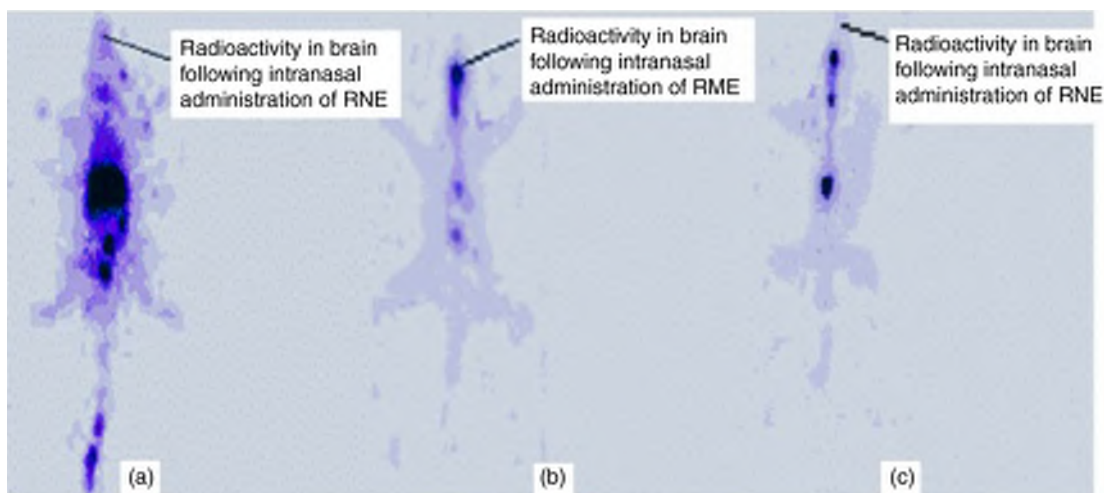 Radioactivity in brain
following intranasal
administration of RNE
Radioactivity in brain
following intranasal
administration of RME
Radioactivity in brain
following intranasal
administration of RNE
(a)
(b)
(c)